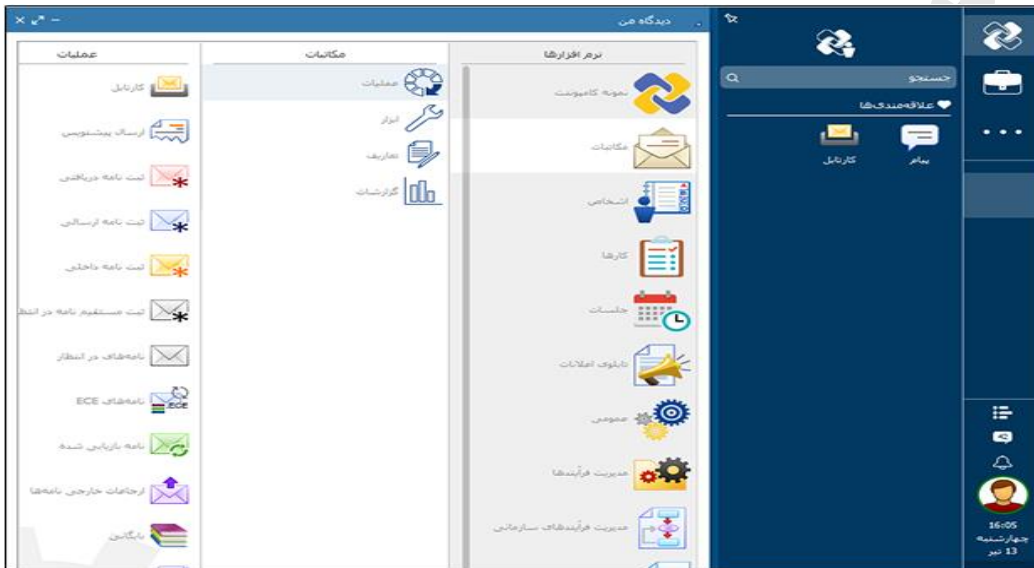 دیدگاه من
جستجو
علاقه‌مندی‌ها
پیام
کارتابل
16:05
چهارشنبه
13 تیر
نرم افزارها
نمونه کامپوننت
مکاتبات
اشخاص
کارها
جلسات
تابلوی اعلانات
عمومی
مدیریت فرآیندها
مدیریت فرآیندهای سازمانی
مکاتبات
عملیات
ابزار
تعاریف
گزارشات
عملیات
کارتابل
ارسال پیشنویس
ثبت نامه دریافتی
ثبت نامه ارسالی
ثبت نامه داخلی
ثبت مستقیم نامه در انتظ
نامه‌های در انتظار
نامه‌های ECE
ECE
نامه بازیابی شده
ارجاعات خارجی نامه‌ها
بایگانی